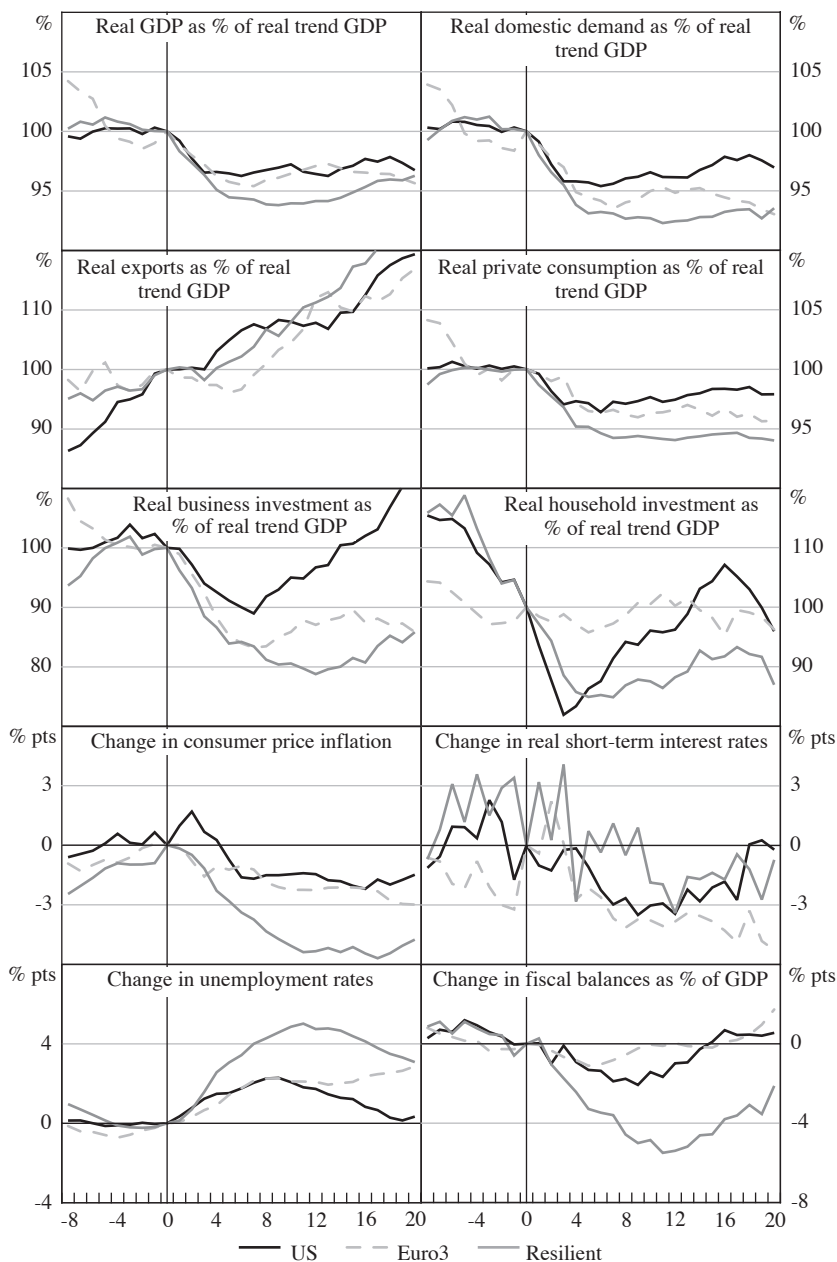 %
Real GDP as % of real trend GDP
105
100
95
Real domestic demand as % of real
trend GDP
%
105
100
95
%
Real exports as % of real
trend GDP
110
100
90
Real private consumption as % of real
trend GDP
%
105
100
95
%
Real business investment as
% of real trend GDP
100
90
80
Real household investment as
% of real trend GDP
%
110
100
90
% pts
Change in consumer price inflation
3
0
-3
Change in real short-term interest rates
% pts
3
0
-3
% pts
Change in unemployment rates
4
0
-4
Change in fiscal balances as % of GDP
% pts
0
-4
-8
-8 -4 0 4 8 12 16 20 -4 0 4 8 12 16 20
US Euro3 Resilient